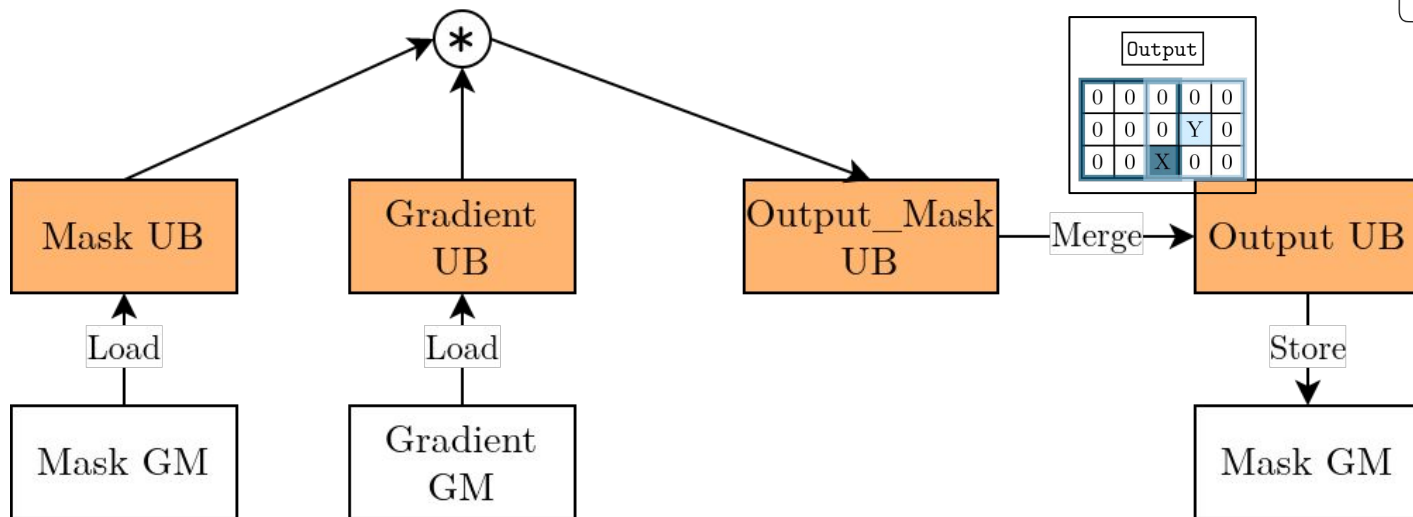 *
Output
0 0 0 0 0
0 0 0 Y 0
0 0 X 0 0
Mask UB
Gradient
UB
Output_Mask
UB
Merge
Output UB
Load
Load
Store
Mask GM
Gradient
GM
Mask GM